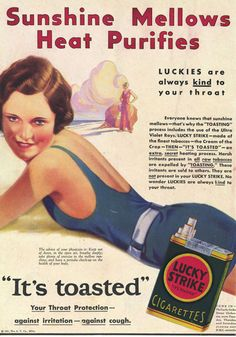 Sunshine Mellows
Heat Purifies
LUCKIES are
always kind to
your throat
Everyone knows that sunshine
mellows—that's why the "TOASTING"
process includes the use of the Ultra
Violet Rays. LUCKY STRIKE—made of
the finest tobaccos—the Cream of the
Crop—THEN—"IT'S TOASTED"—an
extra, secret heating process. Harsh
irritants present in all raw tobaccos
are expelled by "TOASTING." These
irritants are sold to others. They are
not present in your LUCKY STRIKE. No
wonder LUCKIES are always kind to
your throat.
The advice of your physician is: Keep out
of doors, in the open air, breathe deeply;
take plenty of exercise in the mellow sun-
shine, and have a periodic check-up on the
health of your body.
"It's toasted"
Your Throat Protection—
against irritation—against cough.
LUCKY
STRIKE
"IT'S TOASTED"
CIGARETTES